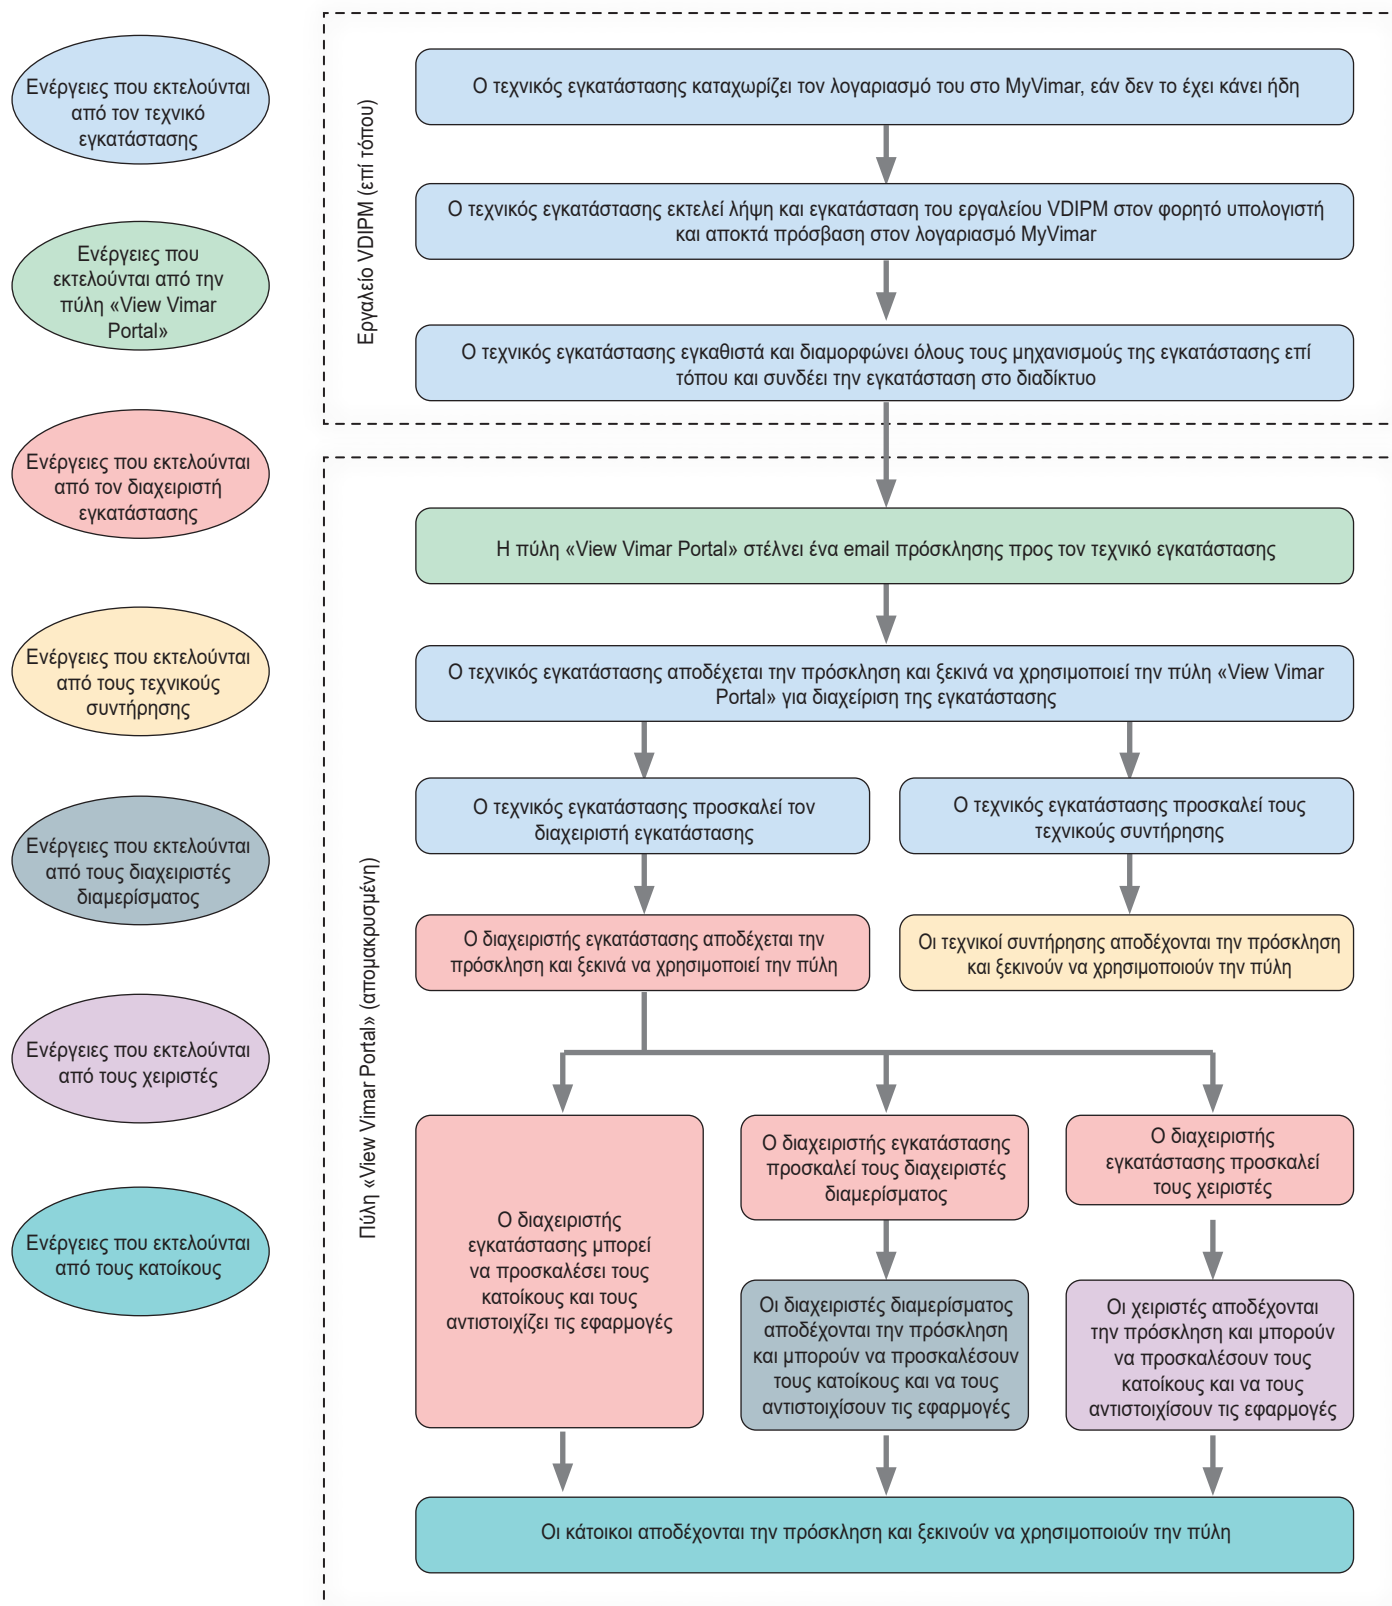 Ενέργειες που εκτελούνται
από τον τεχνικό
εγκατάστασης
Ενέργειες που
εκτελούνται από την
πύλη «View Vimar
Portal»
Ενέργειες που εκτελούνται
από τον διαχειριστή
εγκατάστασης
Ενέργειες που εκτελούνται
από τους τεχνικούς
συντήρησης
Ενέργειες που εκτελούνται
από τους διαχειριστές
διαμερίσματος
Ενέργειες που εκτελούνται
από τους χειριστές
Ενέργειες που εκτελούνται
από τους κατοίκους
Εργαλείο VDIPM (επί τόπου)
Ο τεχνικός εγκατάστασης καταχωρίζει τον λογαριασμό του στο MyVimar, εάν δεν το έχει κάνει ήδη
Ο τεχνικός εγκατάστασης εκτελεί λήψη και εγκατάσταση του εργαλείου VDIPM στον φορητό υπολογιστή
και αποκτά πρόσβαση στον λογαριασμό MyVimar
Ο τεχνικός εγκατάστασης εγκαθιστά και διαμορφώνει όλους τους μηχανισμούς της εγκατάστασης επί
τόπου και συνδέει την εγκατάσταση στο διαδίκτυο
Πύλη «View Vimar Portal» (απομακρυσμένη)
Η πύλη «View Vimar Portal» στέλνει ένα email πρόσκλησης προς τον τεχνικό εγκατάστασης
Ο τεχνικός εγκατάστασης αποδέχεται την πρόσκληση και ξεκινά να χρησιμοποιεί την πύλη «View Vimar
Portal» για διαχείριση της εγκατάστασης
Ο τεχνικός εγκατάστασης προσκαλεί τον
διαχειριστή εγκατάστασης
Ο τεχνικός εγκατάστασης προσκαλεί τους
τεχνικούς συντήρησης
Ο διαχειριστής εγκατάστασης αποδέχεται την
πρόσκληση και ξεκινά να χρησιμοποιεί την πύλη
Οι τεχνικοί συντήρησης αποδέχονται την πρόσκληση
και ξεκινούν να χρησιμοποιούν την πύλη
Ο διαχειριστής
εγκατάστασης μπορεί
να προσκαλέσει τους
κατοίκους και τους
αντιστοιχίζει τις εφαρμογές
Ο διαχειριστής εγκατάστασης
προσκαλεί τους διαχειριστές
διαμερίσματος
Ο διαχειριστής
εγκατάστασης προσκαλεί
τους χειριστές
Οι διαχειριστές διαμερίσματος
αποδέχονται την πρόσκληση
και μπορούν να προσκαλέσουν
τους κατοίκους και να τους
αντιστοιχίσουν τις εφαρμογές
Οι χειριστές αποδέχονται
την πρόσκληση και μπορούν
να προσκαλέσουν τους
κατοίκους και να τους
αντιστοιχίσουν τις εφαρμογές
Οι κάτοικοι αποδέχονται την πρόσκληση και ξεκινούν να χρησιμοποιούν την πύλη